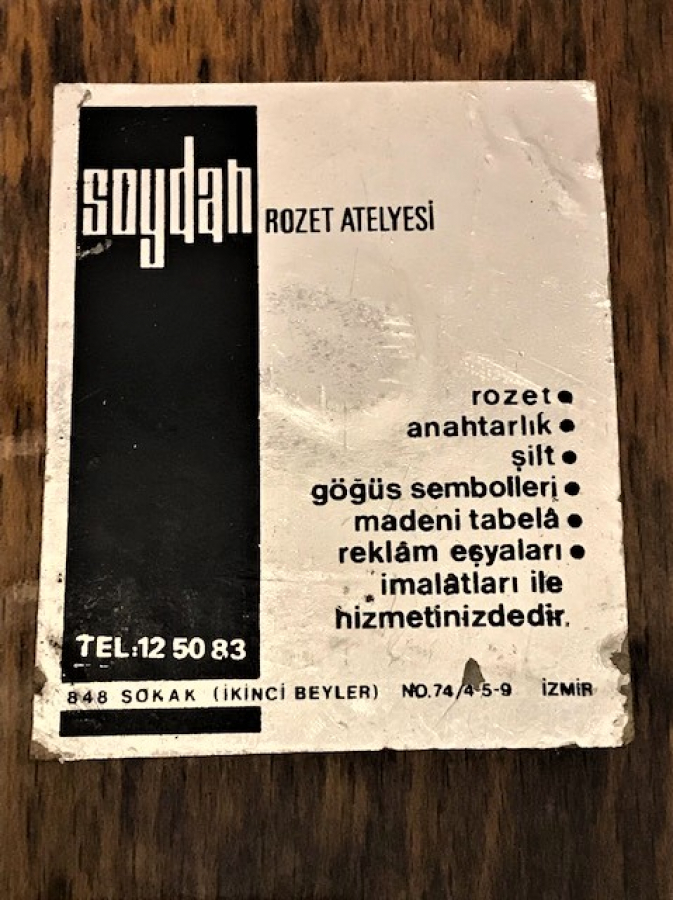 soydan ROZET ATELYESİ
rozet •
anahtarlık •
şilt •
göğüs sembolleri •
madeni tabelâ •
reklâm eşyaları •
imalâtları ile
hizmetinizdedir.
TEL:12 50 83
848 SOKAK (İKİNCİ BEYLER) NO.74/4-5-9 İZMİR